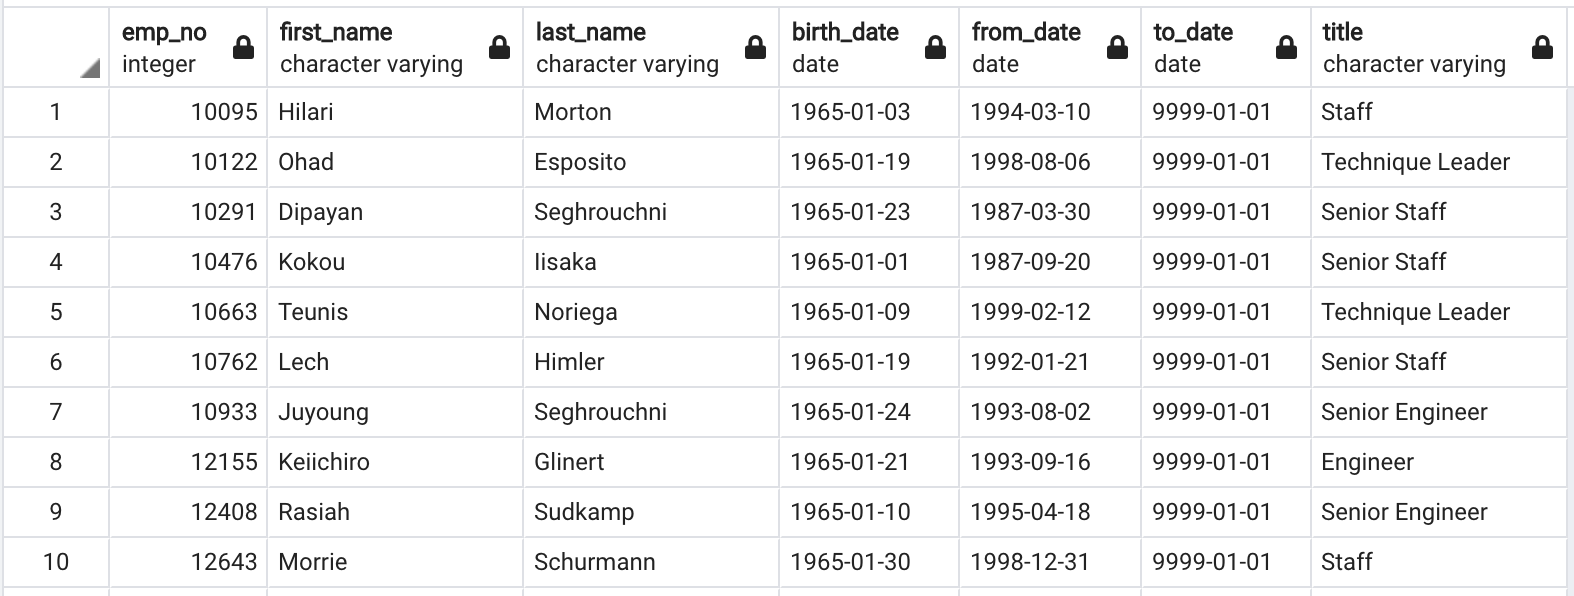 emp_no first_name last_name birth_date from_date to_date title
integer character varying character varying date date date character varying
1 10095 Hilari Morton 1965-01-03 1994-03-10 9999-01-01 Staff
2 10122 Ohad Esposito 1965-01-19 1998-08-06 9999-01-01 Technique Leader
3 10291 Dipayan Seghrouchni 1965-01-23 1987-03-30 9999-01-01 Senior Staff
4 10476 Kokou Iisaka 1965-01-01 1987-09-20 9999-01-01 Senior Staff
5 10663 Teunis Noriega 1965-01-09 1999-02-12 9999-01-01 Technique Leader
6 10762 Lech Himler 1965-01-19 1992-01-21 9999-01-01 Senior Staff
7 10933 Juyoung Seghrouchni 1965-01-24 1993-08-02 9999-01-01 Senior Engineer
8 12155 Keiichiro Glinert 1965-01-21 1993-09-16 9999-01-01 Engineer
9 12408 Rasiah Sudkamp 1965-01-10 1995-04-18 9999-01-01 Senior Engineer
10 12643 Morrie Schurmann 1965-01-30 1998-12-31 9999-01-01 Staff